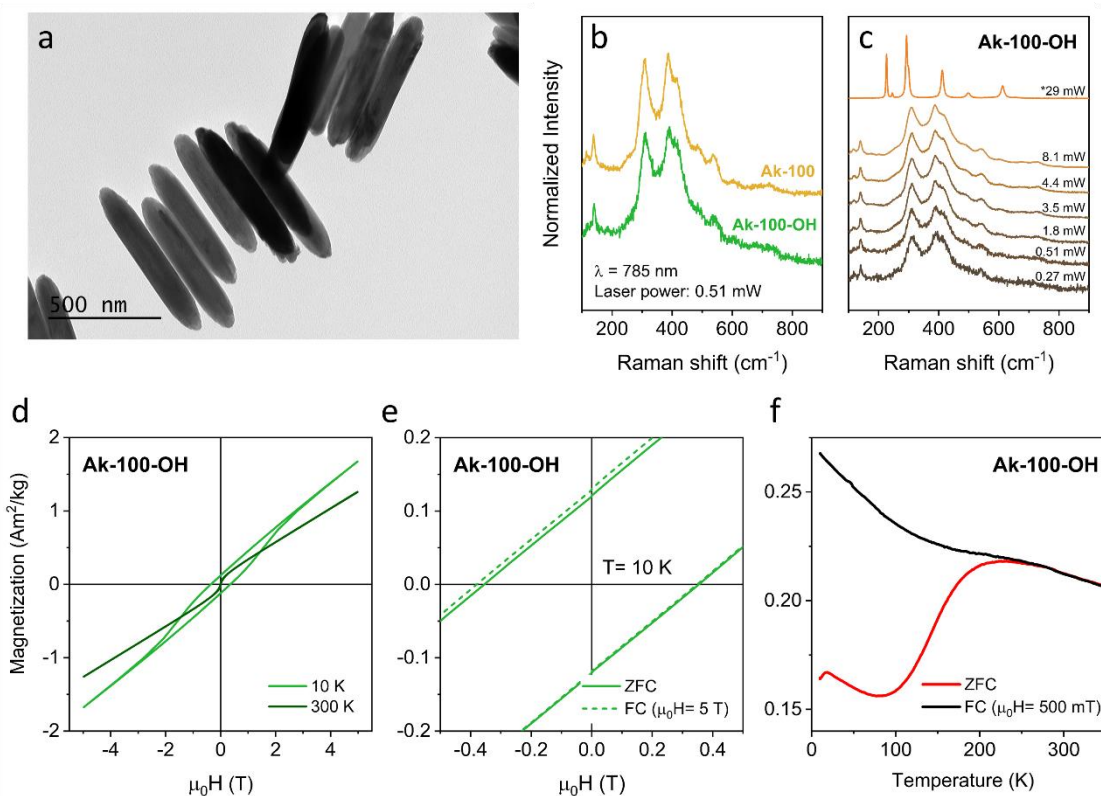 a
500 nm
b
Normalized Intensity
Ak-100
Ak-100-OH
λ = 785 nm
Laser power: 0.51 mW
200 400 600 800
Raman shift (cm⁻¹)
c
Ak-100-OH
*29 mW
8.1 mW
4.4 mW
3.5 mW
1.8 mW
0.51 mW
0.27 mW
200 400 600 800
Raman shift (cm⁻¹)
d
Magnetization (Am²/kg)
Ak-100-OH
2
1
0
-1
-2
10 K
300 K
-4 -2 0 2 4
μ₀H (T)
e
Ak-100-OH
0.2
0.1
0.0
-0.1
-0.2
T= 10 K
ZFC
FC (μ₀H= 5 T)
-0.4 -0.2 0.0 0.2 0.4
μ₀H (T)
f
Ak-100-OH
0.25
0.20
0.15
ZFC
FC (μ₀H= 500 mT)
0 100 200 300
Temperature (K)